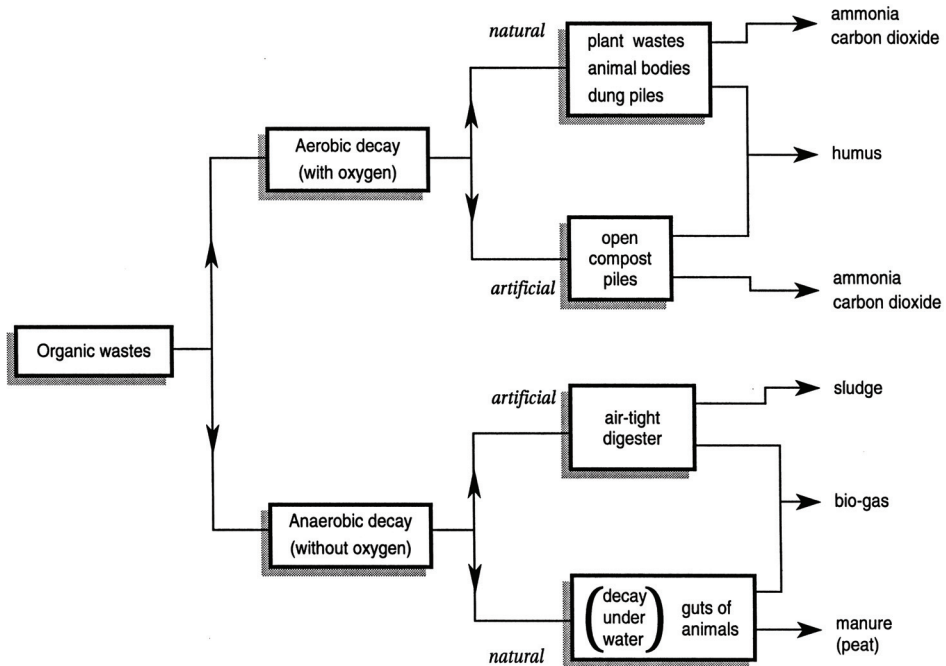 natural
plant wastes
animal bodies
dung piles
ammonia
carbon dioxide
Aerobic decay
(with oxygen)
humus
open
compost
piles
artificial
ammonia
carbon dioxide
Organic wastes
artificial
air-tight
digester
sludge
bio-gas
Anaerobic decay
(without oxygen)
(decay
under
water)
guts of
animals
manure
(peat)
natural